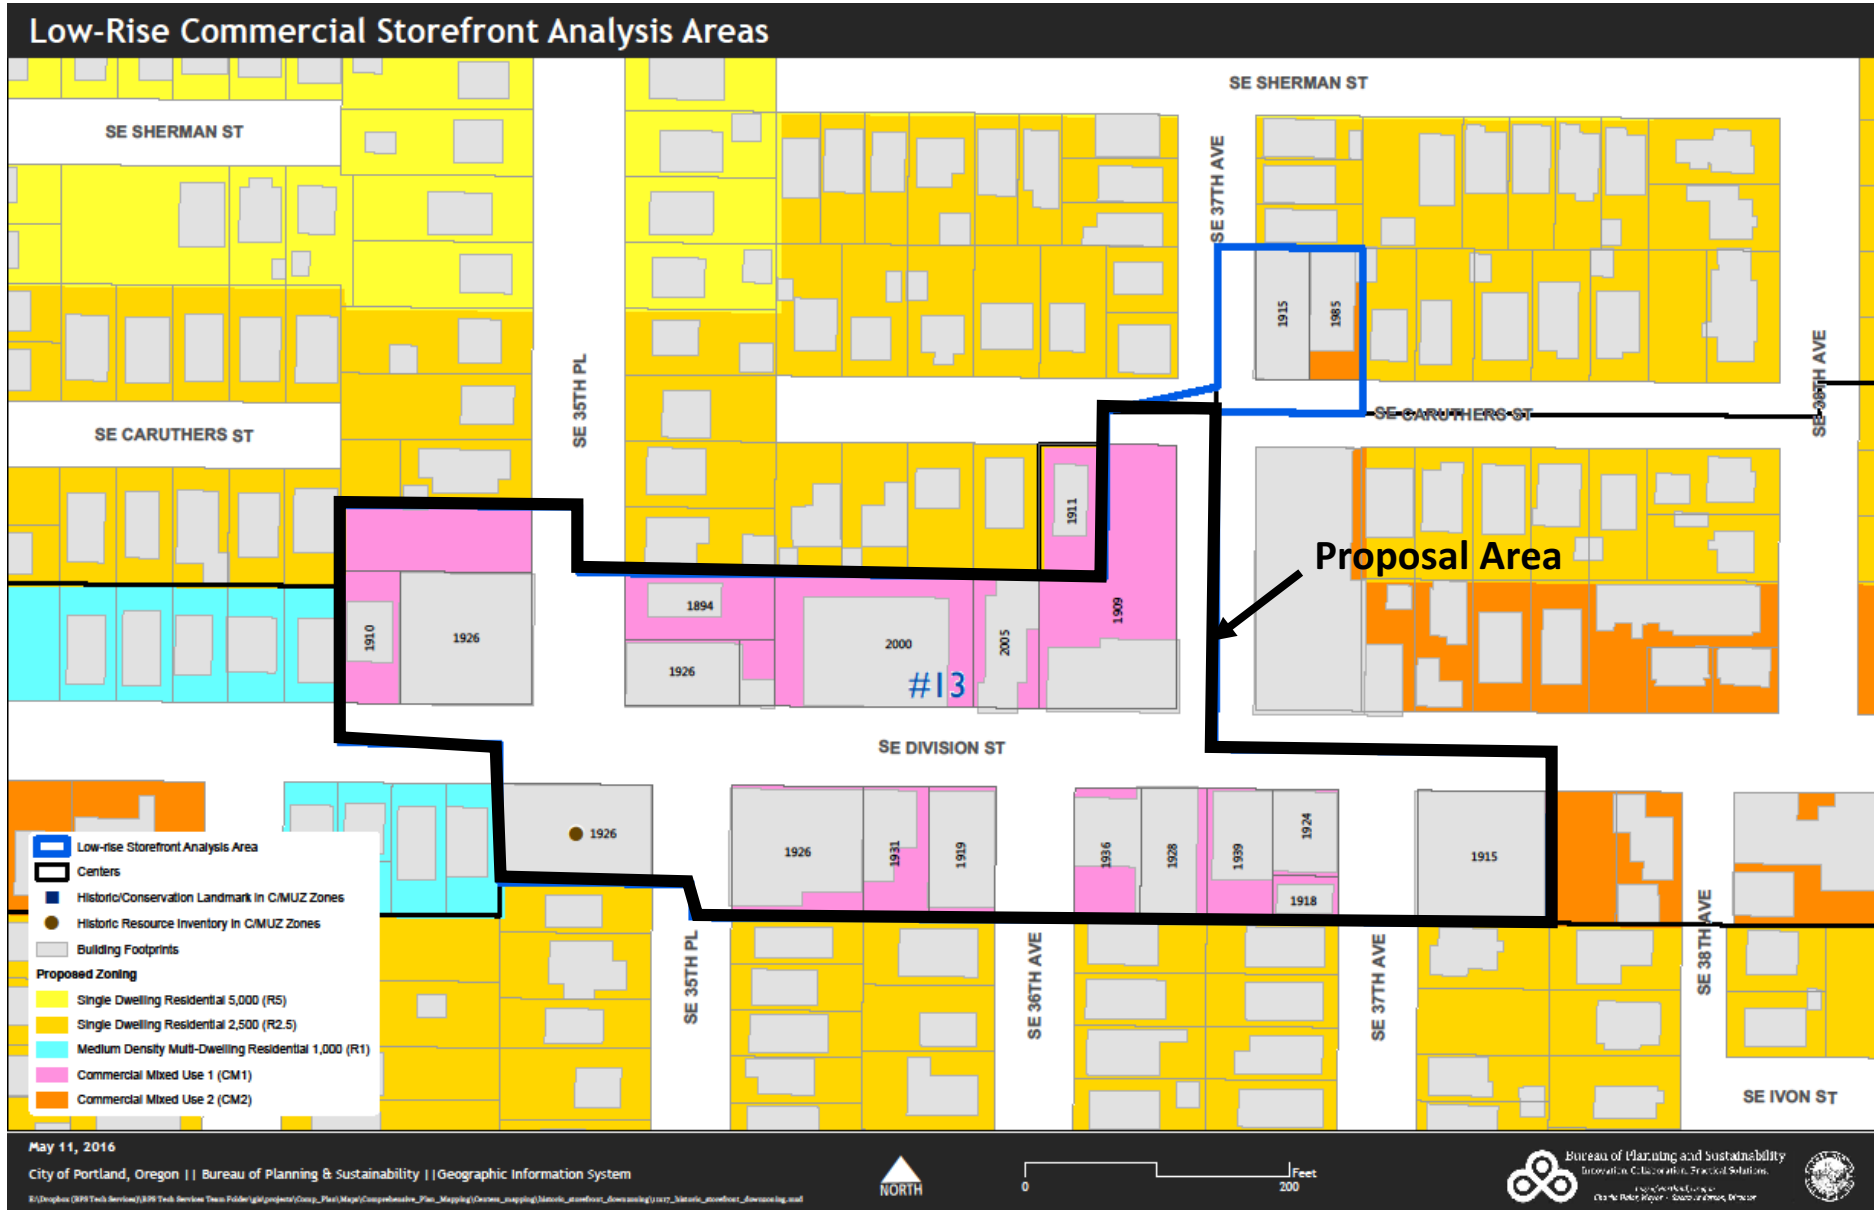 Low-Rise Commercial Storefront Analysis Areas
SE SHERMAN ST
SE SHERMAN ST
SE 37TH AVE
1915
1985
SE 35TH PL
SE 38TH AVE
SE CARUTHERS ST
SE CARUTHERS ST
1911
Proposal Area
1894
1909
1910
1926
2000
2005
1926
#13
SE DIVISION ST
1926
1926
1931
1919
1936
1928
1939
1924
1918
1915
Low-rise Storefront Analysis Area
Centers
Historic/Conservation Landmark in C/MUZ Zones
Historic Resource Inventory in C/MUZ Zones
Building Footprints
Proposed Zoning
Single Dwelling Residential 5,000 (R5)
Single Dwelling Residential 2,500 (R2.5)
Medium Density Multi-Dwelling Residential 1,000 (R1)
Commercial Mixed Use 1 (CM1)
Commercial Mixed Use 2 (CM2)
SE 35TH PL
SE 36TH AVE
SE 37TH AVE
SE 38TH AVE
SE IVON ST
May 11, 2016
City of Portland, Oregon || Bureau of Planning & Sustainability ||Geographic Information System
NORTH
0
200
Feet
Bureau of Planning and Sustainability
Innovation. Collaboration. Practical Solutions.